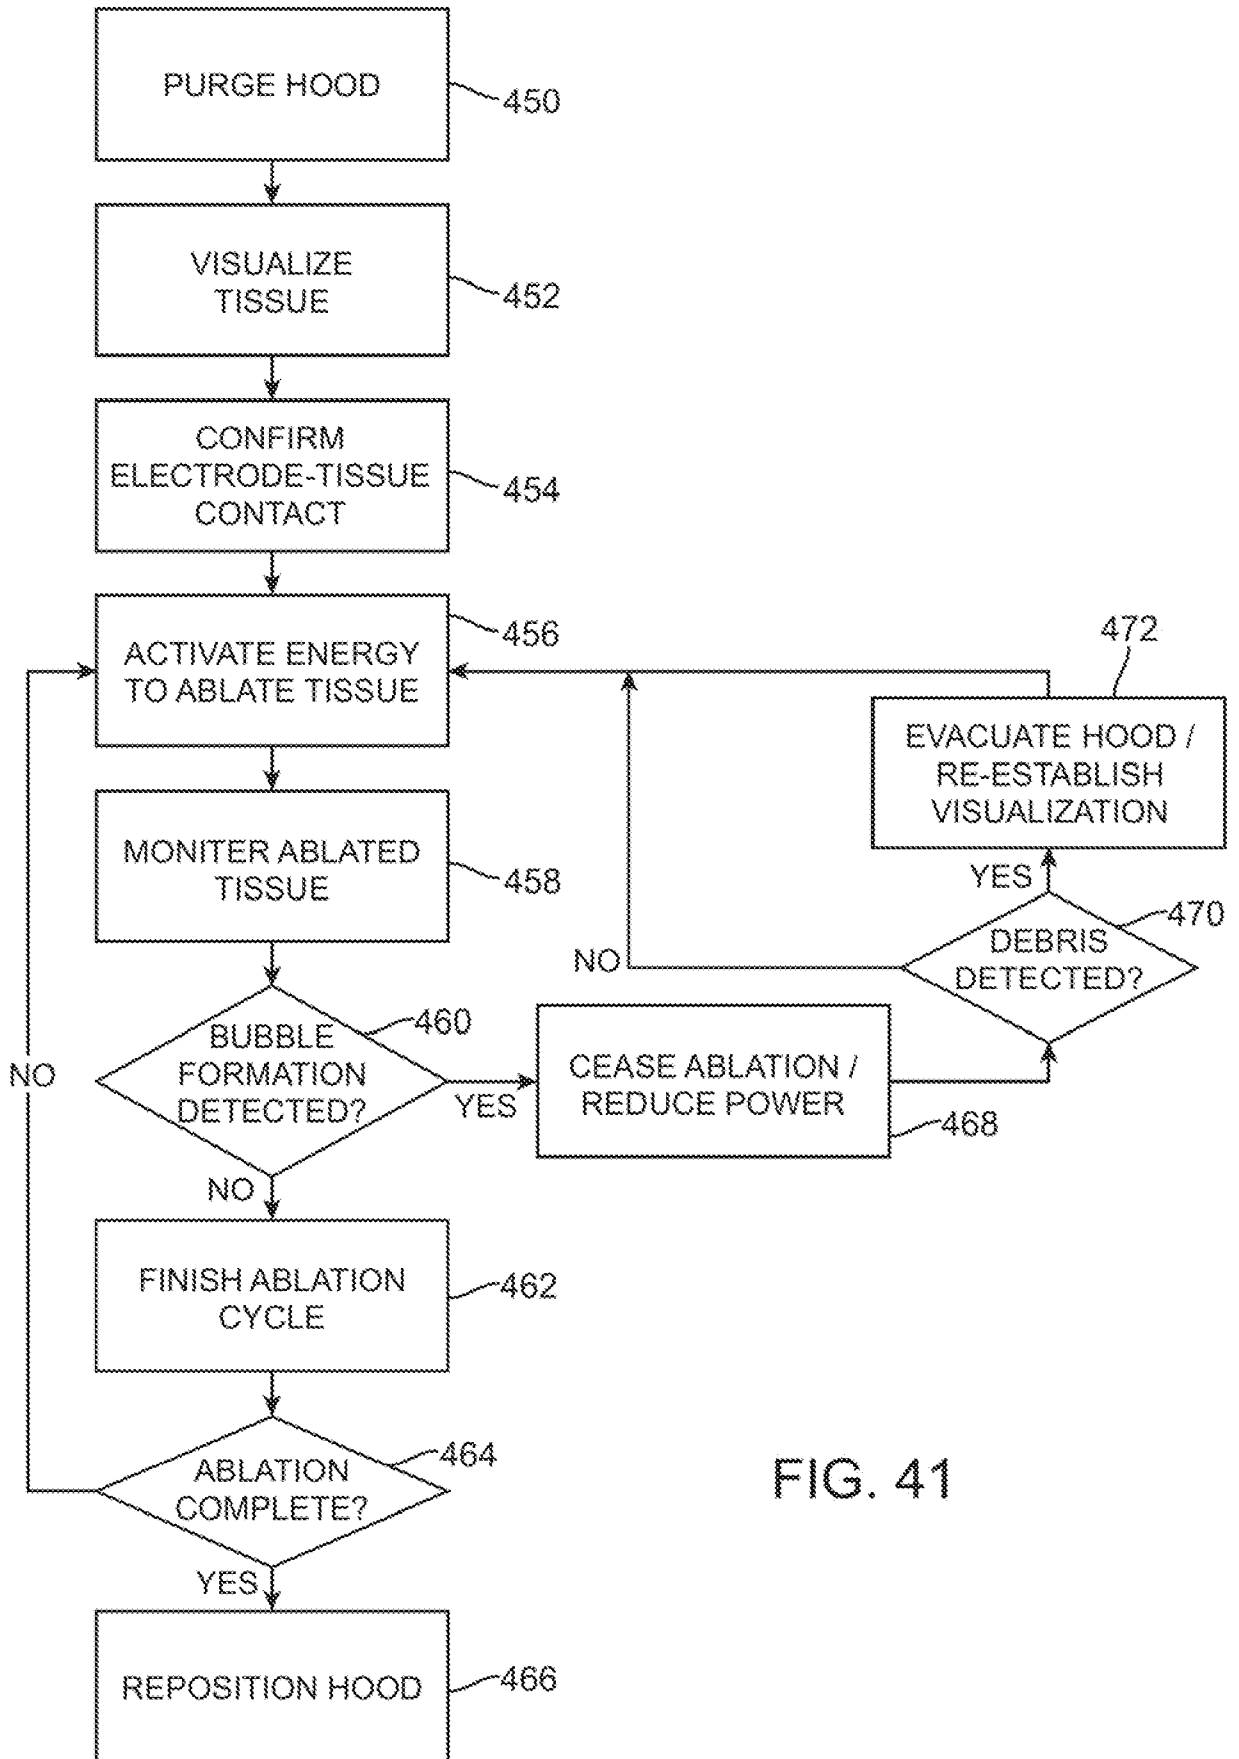 PURGE HOOD
450
VISUALIZE
TISSUE
452
CONFIRM
ELECTRODE-TISSUE
CONTACT
454
ACTIVATE ENERGY
TO ABLATE TISSUE
456
472
EVACUATE HOOD /
RE-ESTABLISH
VISUALIZATION
MONITER ABLATED
TISSUE
458
YES
470
DEBRIS
DETECTED?
NO
BUBBLE
FORMATION
DETECTED?
460
YES
CEASE ABLATION /
REDUCE POWER
468
NO
NO
FINISH ABLATION
CYCLE
462
ABLATION
COMPLETE?
464
FIG. 41
YES
REPOSITION HOOD
466